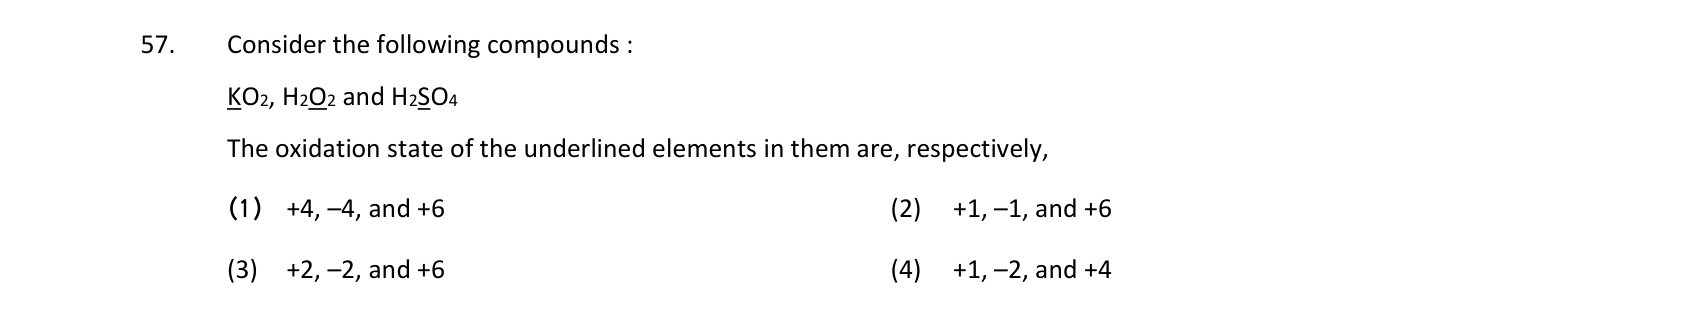 57. Consider the following compounds :
KO2, H2O2 and H2SO4
The oxidation state of the underlined elements in them are, respectively,
(1) +4, –4, and +6 (2) +1, –1, and +6
(3) +2, –2, and +6 (4) +1, –2, and +4